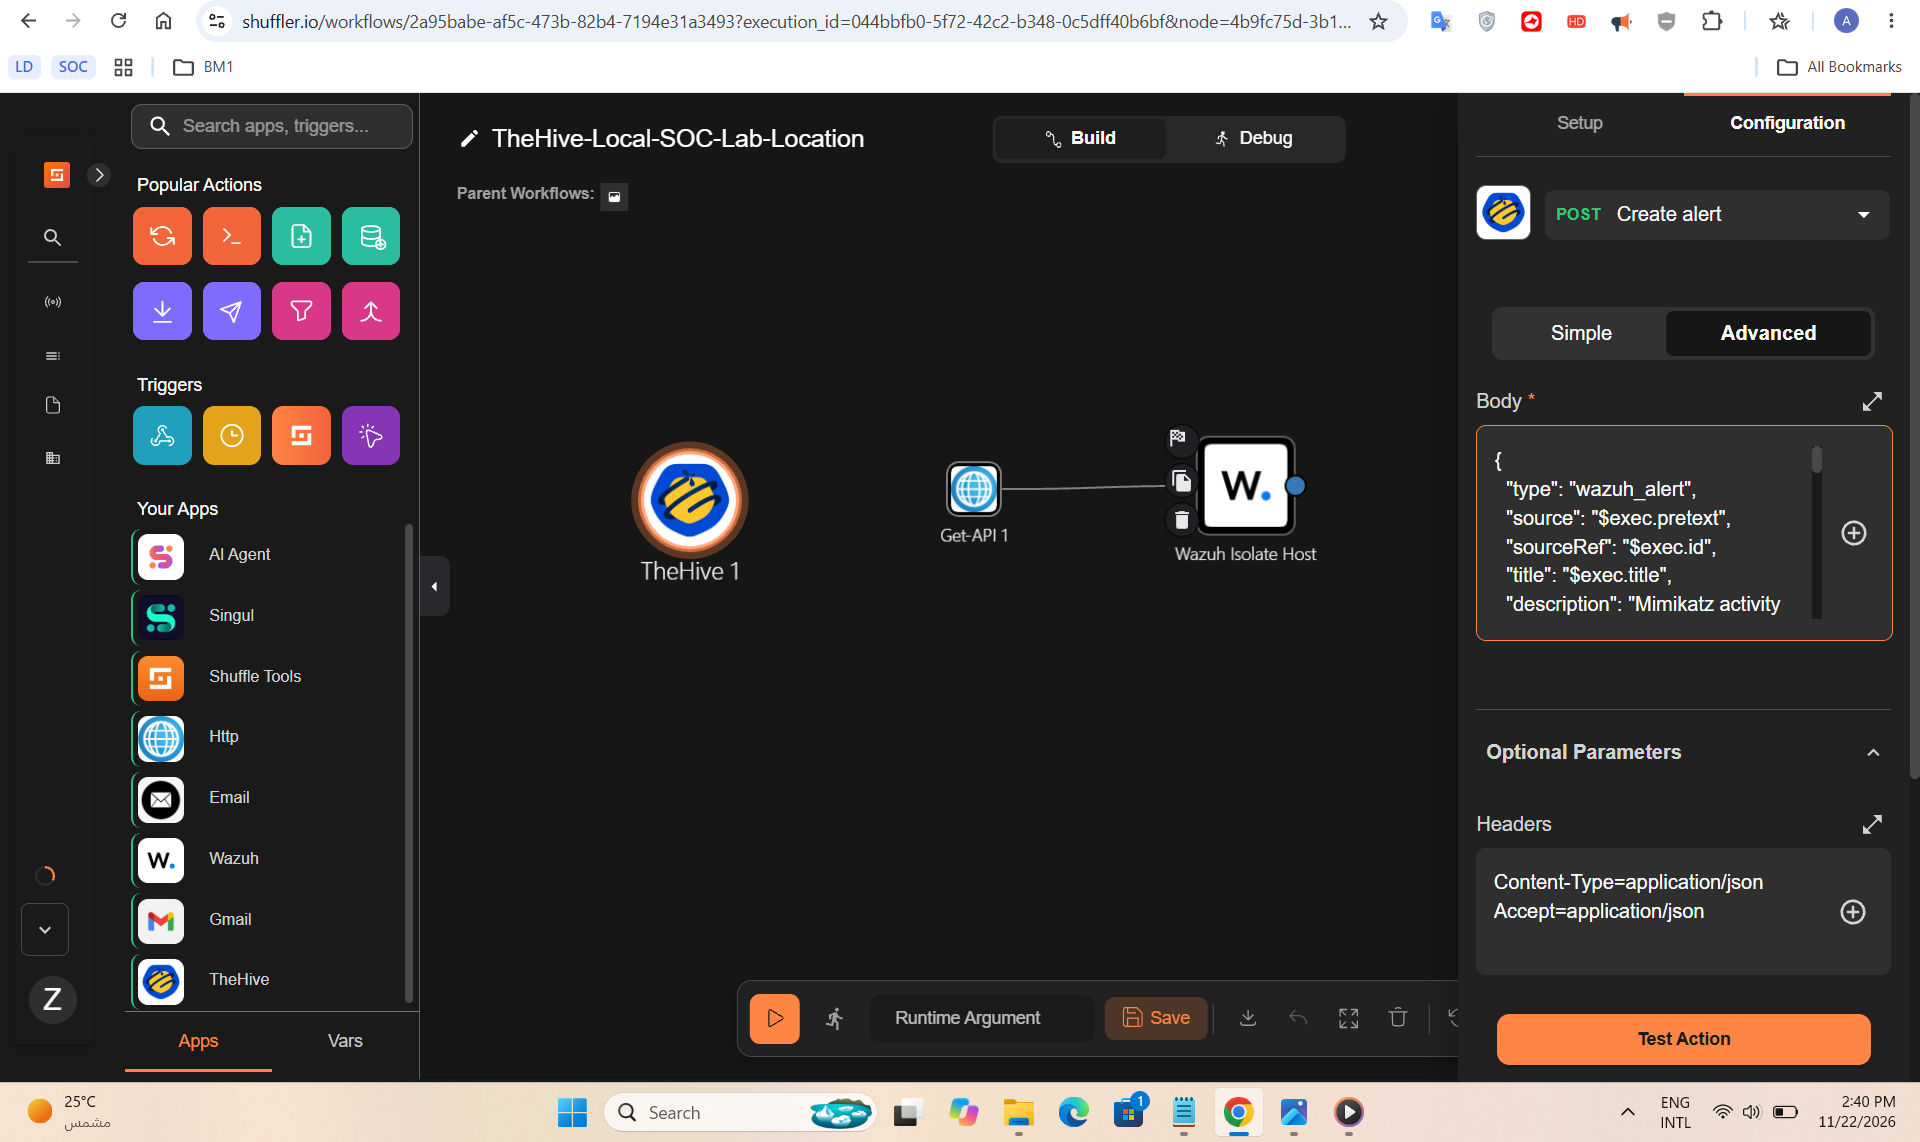 shuffler.io/workflows/2a95babe-af5c-473b-82b4-7194e31a3493?execution_id=044bbfb0-5f72-42c2-b348-0c5dff40b6bf&node=4b9fc75d-3b1...
HD
A
LD
SOC
BM1
All Bookmarks
Search apps, triggers...
Popular Actions
Triggers
Your Apps
AI Agent
Singul
Shuffle Tools
Http
Email
W.
Wazuh
Gmail
TheHive
Z
Apps
Vars
TheHive-Local-SOC-Lab-Location
Build
Debug
Parent Workflows:
TheHive 1
Get-API 1
W.
Wazuh Isolate Host
Runtime Argument
Save
Setup
Configuration
POST Create alert
Simple
Advanced
Body *
{
"type": "wazuh_alert",
"source": "$exec.pretext",
"sourceRef": "$exec.id",
"title": "$exec.title",
"description": "Mimikatz activity
Optional Parameters
Headers
Content-Type=application/json
Accept=application/json
Test Action
25°C
مشمس
Search
1
ENG
INTL
2:40 PM
11/22/2026